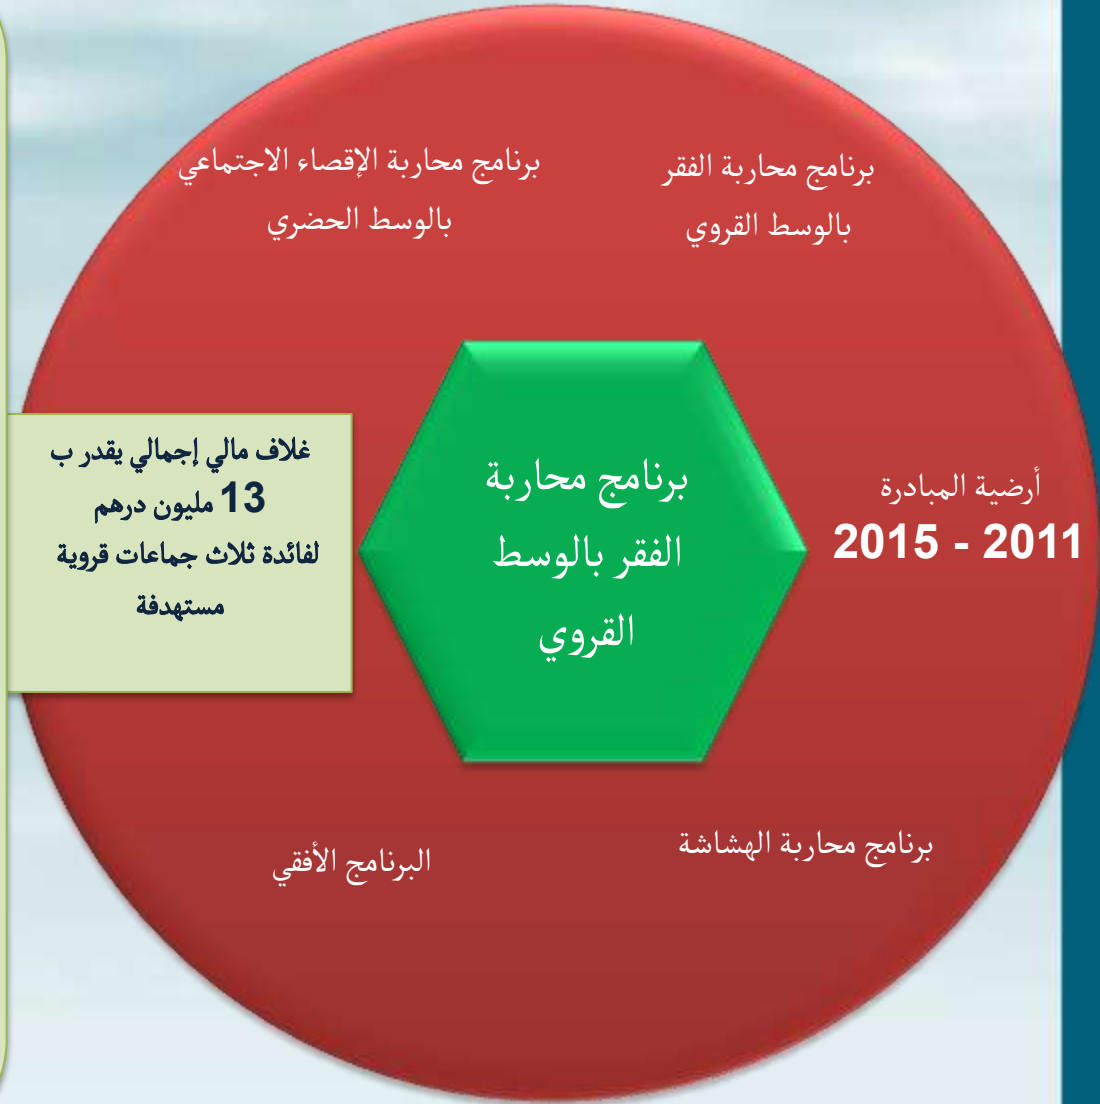 برنامج محاربة الفقر
بالوسط القروي
برنامج محاربة الإقصاء الاجتماعي
بالوسط الحضري
أرضية المبادرة
2011 - 2015
برنامج محاربة
الفقر بالوسط
القروي
غلاف مالي إجمالي يقدر ب
13 مليون درهم
لفائدة ثلاث جماعات قروية
مستهدفة
برنامج محاربة الهشاشة
البرنامج الأفقي